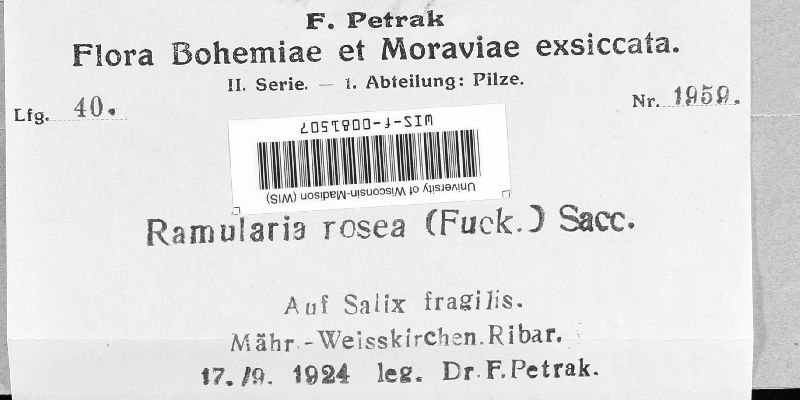 F. Petrak
Flora Bohemiae et Moraviae exsiccata.
II. Serie. — 1. Abteilung: Pilze.
Lfg. 40.
Nr. 1959.
WIS-f-0081507
University of Wisconsin-Madison (WIS)
Ramularia rosea (Fuck.) Sacc.
Auf Salix fragilis.
Mähr.-Weisskirchen. Ribar.
17. /9. 1924 leg. Dr. F. Petrak.